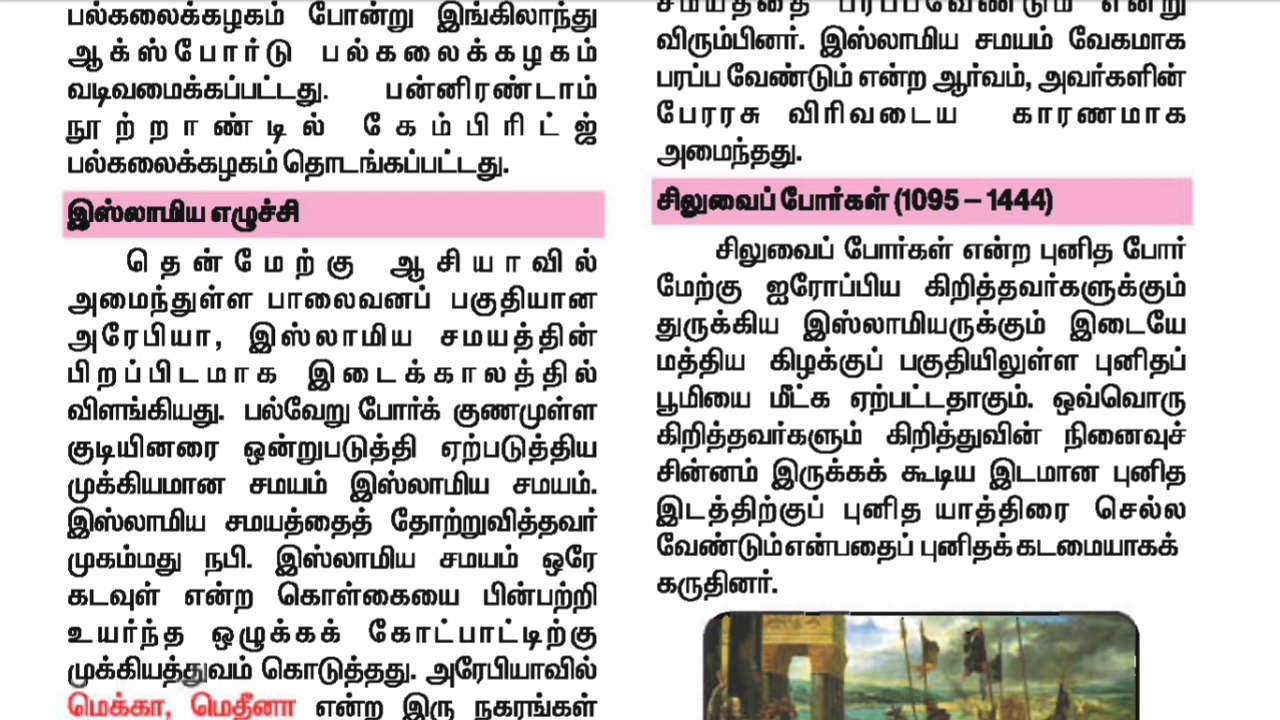 பல்கலைக்கழகம் போன்று இங்கிலாந்து
ஆக்ஸ்போர்டு பல்கலைக்கழகம்
வடிவமைக்கப்பட்டது. பன்னிரண்டாம்
நூற்றாண்டில் கேம்பிரிட்ஜ்
பல்கலைக்கழகம் தொடங்கப்பட்டது.
இஸ்லாமிய எழுச்சி
தென்மேற்கு ஆசியாவில்
அமைந்துள்ள பாலைவனப் பகுதியான
அரேபியா, இஸ்லாமிய சமயத்தின்
பிறப்பிடமாக இடைக்காலத்தில்
விளங்கியது. பல்வேறு போர்க் குணமுள்ள
குடியினரை ஒன்றுபடுத்தி ஏற்படுத்திய
முக்கியமான சமயம் இஸ்லாமிய சமயம்.
இஸ்லாமிய சமயத்தைத் தோற்றுவித்தவர்
முகம்மது நபி. இஸ்லாமிய சமயம் ஒரே
கடவுள் என்ற கொள்கையை பின்பற்றி
உயர்ந்த ஒழுக்கக் கோட்பாட்டிற்கு
முக்கியத்துவம் கொடுத்தது. அரேபியாவில்
மெக்கா, மெதீனா என்ற இரு நகரங்கள்
சமயத்தை பரப்பவேண்டும் என்று
விரும்பினர். இஸ்லாமிய சமயம் வேகமாக
பரப்ப வேண்டும் என்ற ஆர்வம், அவர்களின்
பேரரசு விரிவடைய காரணமாக
அமைந்தது.
சிலுவைப் போர்கள் (1095 – 1444)
சிலுவைப் போர்கள் என்ற புனித போர்
மேற்கு ஐரோப்பிய கிறித்தவர்களுக்கும்
துருக்கிய இஸ்லாமியருக்கும் இடையே
மத்திய கிழக்குப் பகுதியிலுள்ள புனிதப்
பூமியை மீட்க ஏற்பட்டதாகும். ஒவ்வொரு
கிறித்தவர்களும் கிறித்துவின் நினைவுச்
சின்னம் இருக்கக் கூடிய இடமான புனித
இடத்திற்குப் புனித யாத்திரை செல்ல
வேண்டும் என்பதைப் புனிதக் கடமையாகக்
கருதினர்.